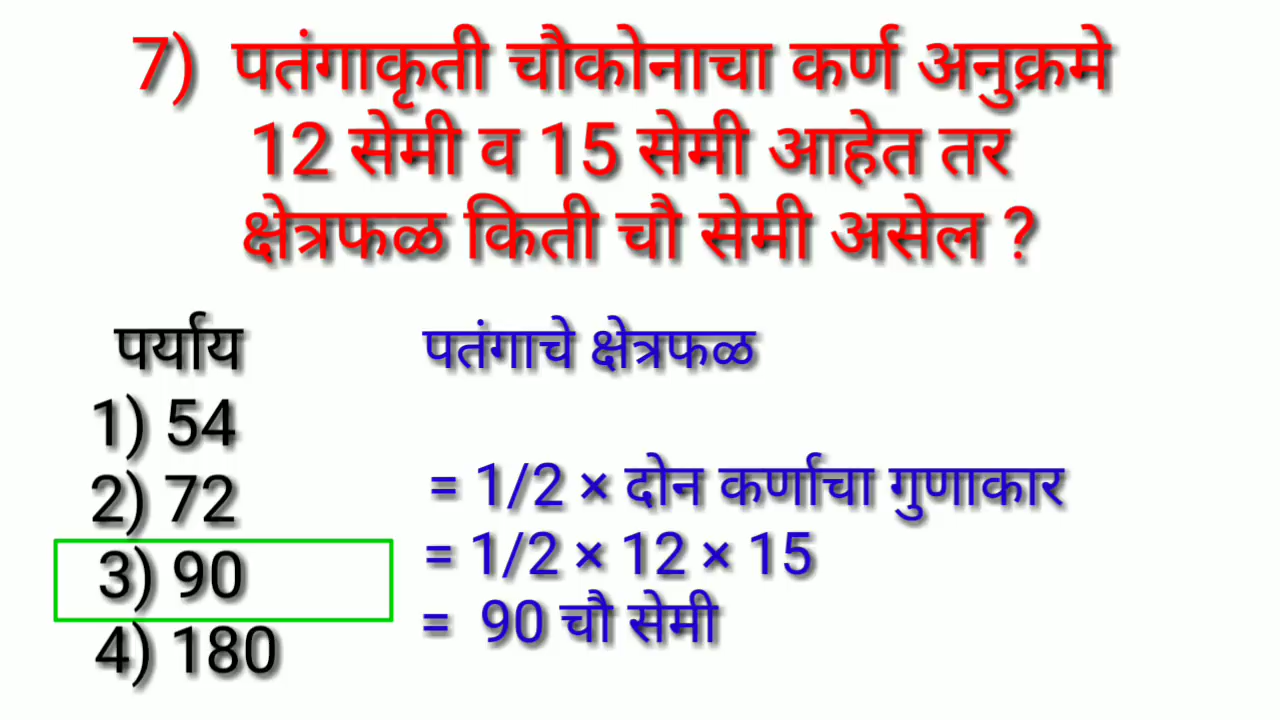 7) पतंगाकृती चौकोनाचा कर्ण अनुक्रमे
12 सेमी व 15 सेमी आहेत तर
क्षेत्रफळ किती चौ सेमी असेल ?
पर्याय
1) 54
2) 72
3) 90
4) 180
पतंगाचे क्षेत्रफळ
= 1/2 × दोन कर्णाचा गुणाकार
= 1/2 × 12 × 15
= 90 चौ सेमी